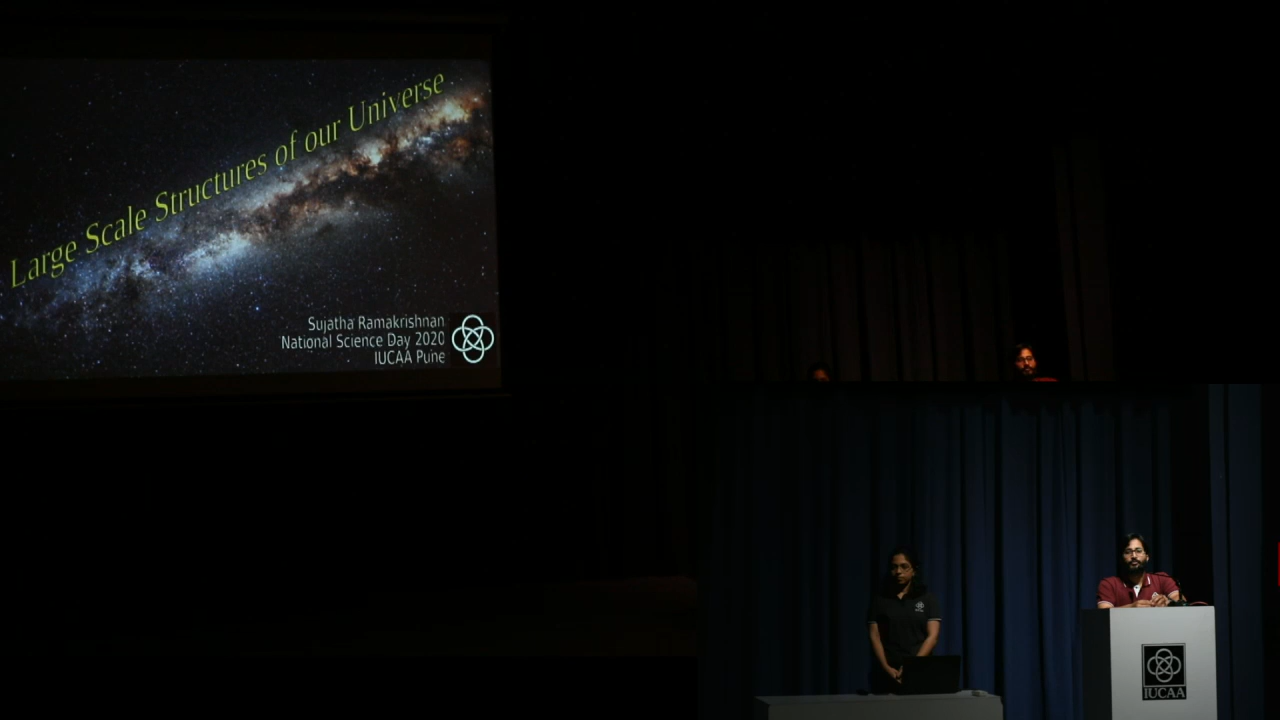 Large Scale Structures of our Universe
Sujatha Ramakrishnan
National Science Day 2020
IUCAA Pune
IUCAA